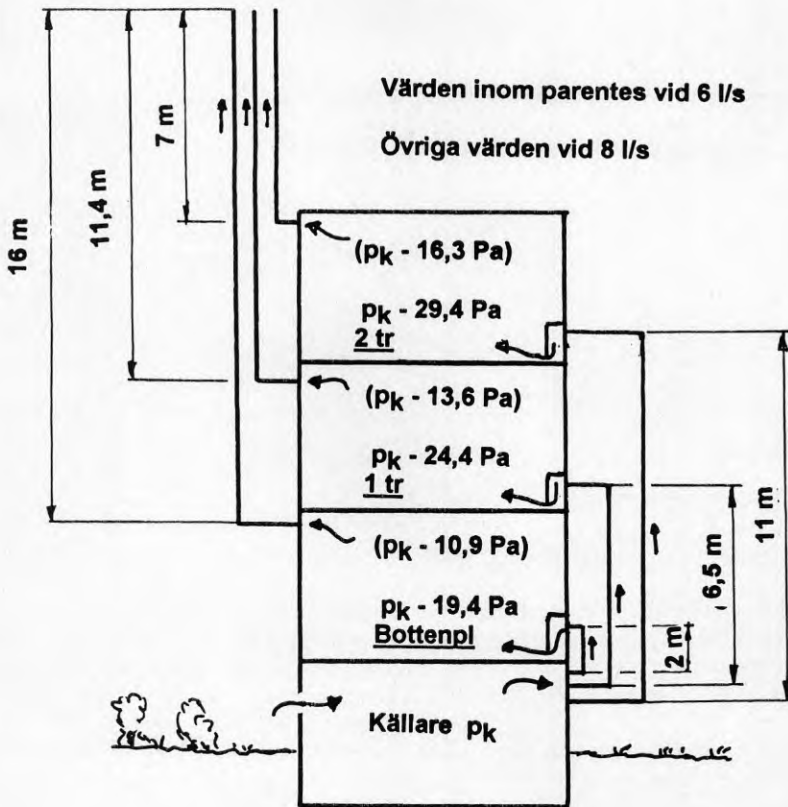 Värden inom parentes vid 6 l/s
Övriga värden vid 8 l/s
7 m
11,4 m
16 m
(pk - 16,3 Pa)
pk - 29,4 Pa
2 tr
(pk - 13,6 Pa)
pk - 24,4 Pa
1 tr
(pk - 10,9 Pa)
pk - 19,4 Pa
Bottenpl
Källare pk
2 m
6,5 m
11 m